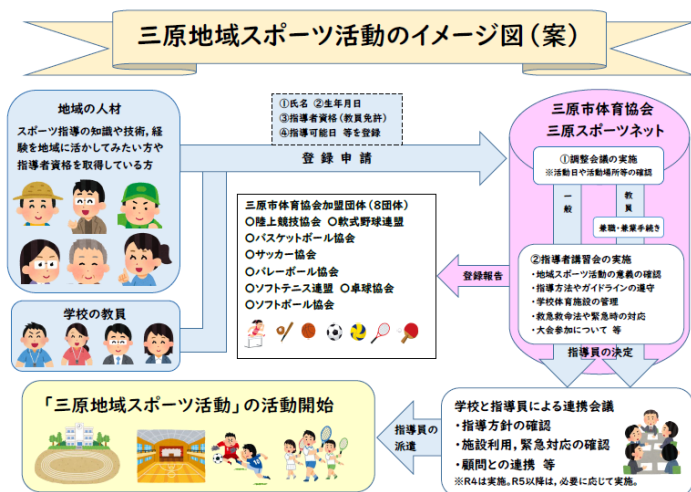 三原地域スポーツ活動のイメージ図（案）
地域の人材
スポーツ指導の知識や技術，経
験を地域に活かしてみたい方や
指導者資格を取得している方
学校の教員
①氏名 ②生年月日
③指導者資格（教員免許）
④指導可能日 等を登録
登録申請
三原市体育協会加盟団体（8団体）
〇陸上競技協会 〇軟式野球連盟
〇バスケットボール協会
〇サッカー協会
〇バレーボール協会
〇ソフトテニス連盟 〇卓球協会
〇ソフトボール協会
登録報告
三原市体育協会
三原スポーツネット
①調整会議の実施
※活動日や活動場所等の確認
一般
教員
兼職・兼業手続き
②指導者講習会の実施
・地域スポーツ活動の意義の確認
・指導方法やガイドラインの遵守
・学校体育施設の管理
・救急救命法や緊急時の対応
・大会参加について 等
指導員の決定
学校と指導員による連携会議
・指導方針の確認
・施設利用，緊急対応の確認
・顧問との連携 等
※R4は実施。R5以降は，必要に応じて実施。
指導員の
派遣
「三原地域スポーツ活動」の活動開始